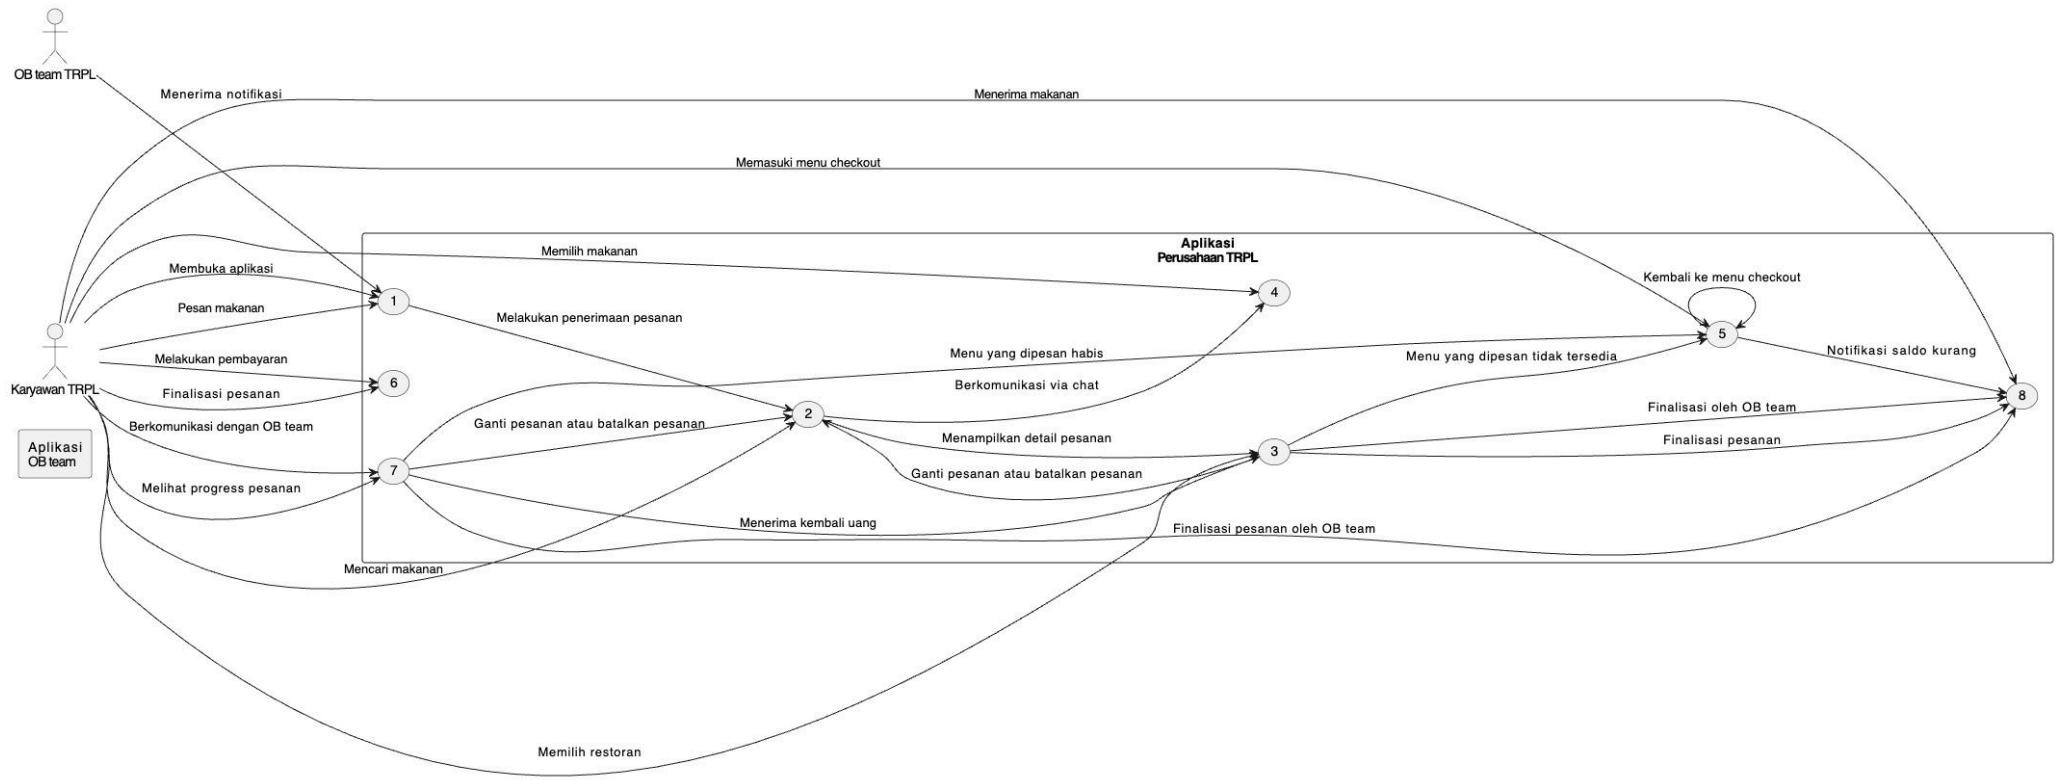 OB team TRPL
Menerima notifikasi
Menerima makanan
Memasuki menu checkout
Aplikasi
Perusahaan TRPL
Memilih makanan
Membuka aplikasi
Kembali ke menu checkout
4
1
Pesan makanan
Melakukan penerimaan pesanan
5
Menu yang dipesan habis
Menu yang dipesan tidak tersedia
Notifikasi saldo kurang
Melakukan pembayaran
6
Berkomunikasi via chat
Karyawan TRPL
Finalisasi pesanan
8
Finalisasi oleh OB team
2
Berkomunikasi dengan OB team
Ganti pesanan atau batalkan pesanan
Menampilkan detail pesanan
Finalisasi pesanan
Aplikasi
OB team
3
7
Ganti pesanan atau batalkan pesanan
Melihat progress pesanan
Menerima kembali uang
Finalisasi pesanan oleh OB team
Mencari makanan
Memilih restoran